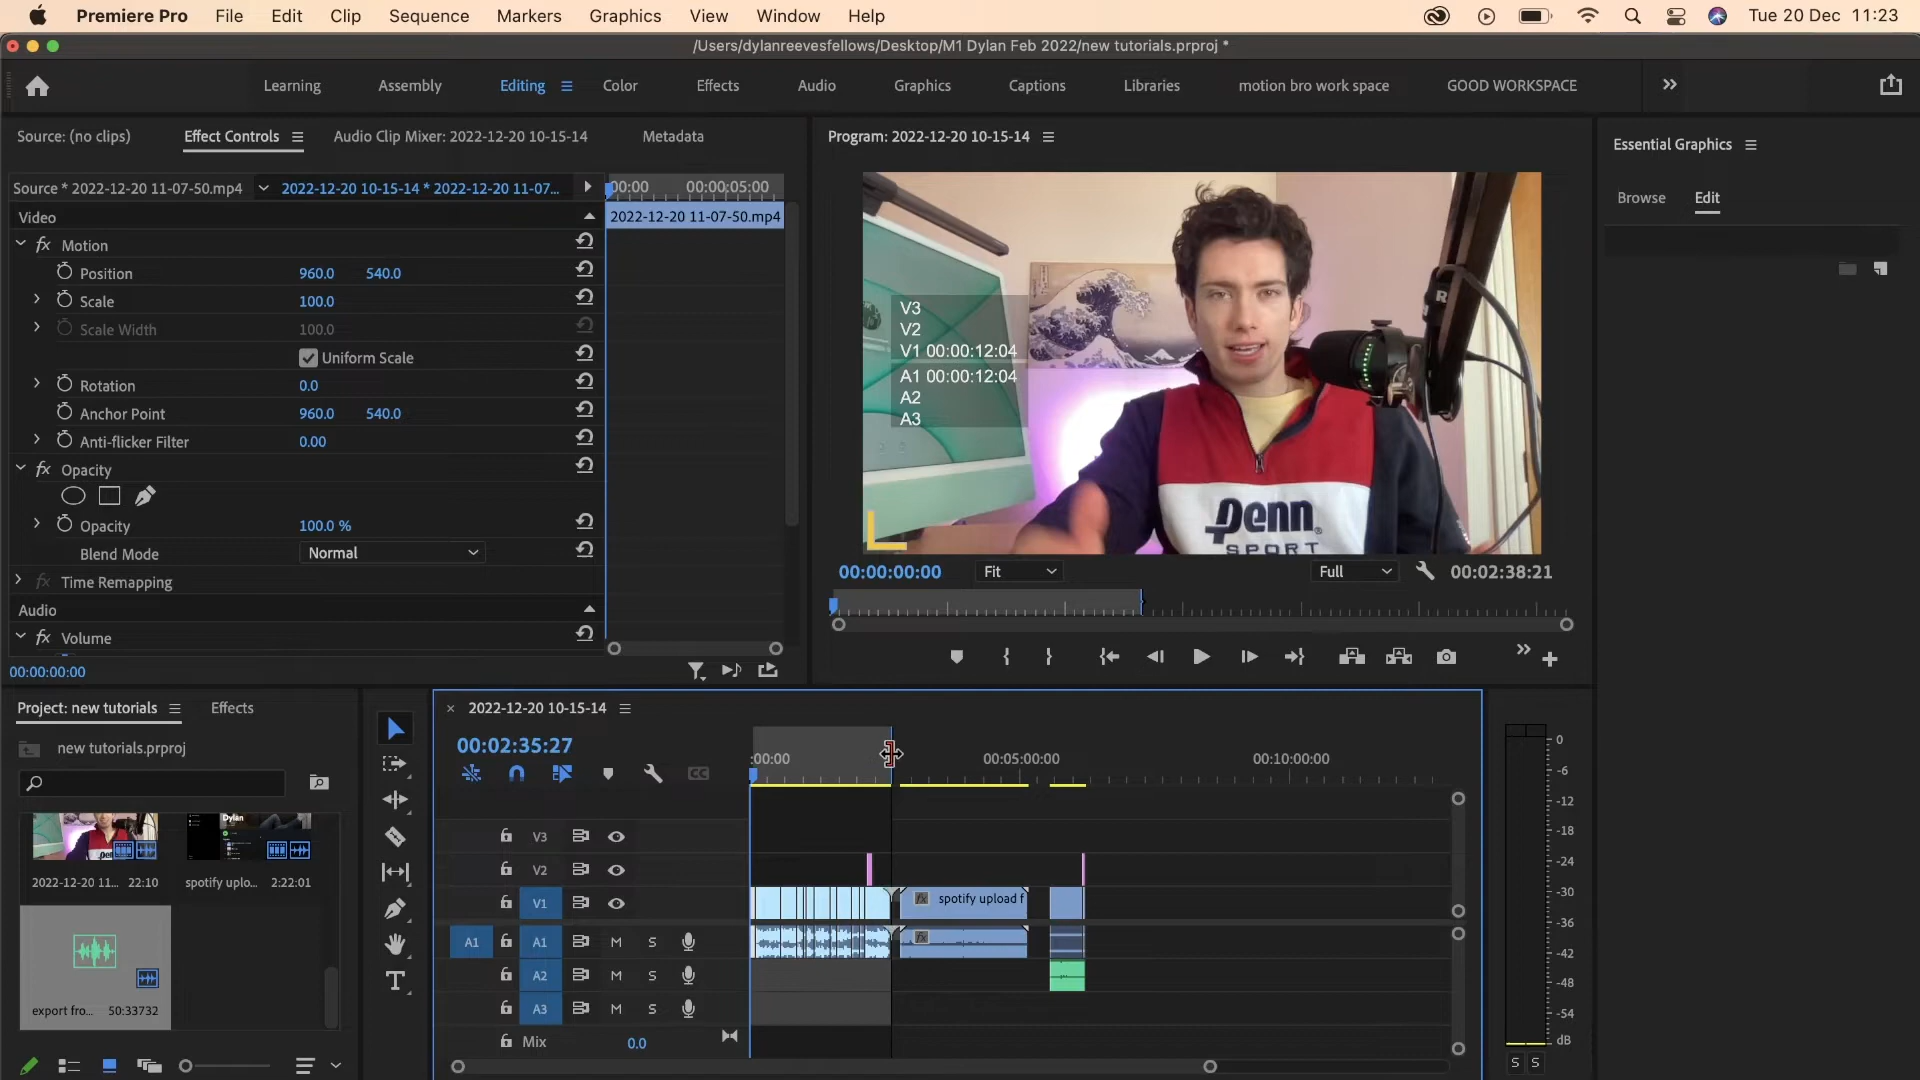 Premiere Pro File Edit Clip Sequence Markers Graphics View Window Help Tue 20 Dec 11:23
/Users/dylanreevesfellows/Desktop/M1 Dylan Feb 2022/new tutorials.prproj *
Learning Assembly Editing Color Effects Audio Graphics Captions Libraries motion bro work space GOOD WORKSPACE
Source: (no clips) Effect Controls Audio Clip Mixer: 2022-12-20 10-15-14 Metadata
Source * 2022-12-20 11-07-50.mp4 2022-12-20 10-15-14 * 2022-12-20 11-07... :00:00 00:00:05:00
Video 2022-12-20 11-07-50.mp4
fx Motion
Position 960.0 540.0
Scale 100.0
Scale Width 100.0
Uniform Scale
Rotation 0.0
Anchor Point 960.0 540.0
Anti-flicker Filter 0.00
fx Opacity
Opacity 100.0 %
Blend Mode Normal
fx Time Remapping
Audio
fx Volume
00:00:00:00
Program: 2022-12-20 10-15-14
V3
V2
V1 00:00:12:04
A1 00:00:12:04
A2
A3
R
Penn
SPORT
00:00:00:00 Fit Full 00:02:38:21
Essential Graphics
Browse Edit
Project: new tutorials Effects
new tutorials.prproj
Dylan
2022-12-20 11... 22:10 spotify uplo... 2:22:01
export fro... 50:33732
× 2022-12-20 10-15-14
00:02:35:27
:00:00 00:05:00:00 00:10:00:00
CC
V3
V2
V1
fx spotify upload f
A1 A1 M S
fx
A2 M S
A3 M S
Mix 0.0
0
-6
-12
-18
-24
-30
-36
-42
-48
-54
dB
S S